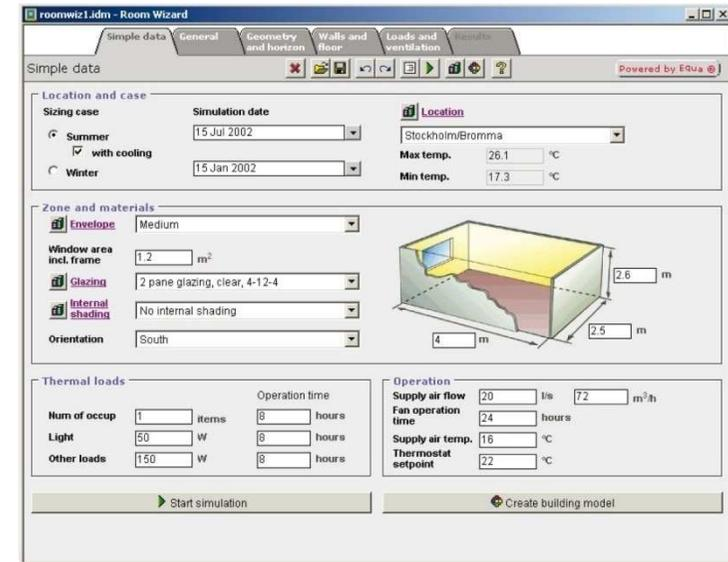 roomwiz1.idm - Room Wizard
Simple data
General
Geometry and horizon
Walls and floor
Loads and ventilation
Results
Simple data
Powered by Equa ®
Location and case
Sizing case
Simulation date
Location
Summer
15 Jul 2002
Stockholm/Bromma
with cooling
Max temp. 26.1 °C
Winter
15 Jan 2002
Min temp. 17.3 °C
Zone and materials
Envelope Medium
Window area incl. frame 1.2 m²
Glazing 2 pane glazing, clear, 4-12-4
Internal shading No internal shading
Orientation South
2.6 m
2.5 m
4 m
Thermal loads
Operation time
Num of occup 1 items 8 hours
Light 50 W 8 hours
Other loads 150 W 8 hours
Operation
Supply air flow 20 l/s 72 m³/h
Fan operation time 24 hours
Supply air temp. 16 °C
Thermostat setpoint 22 °C
Start simulation
Create building model